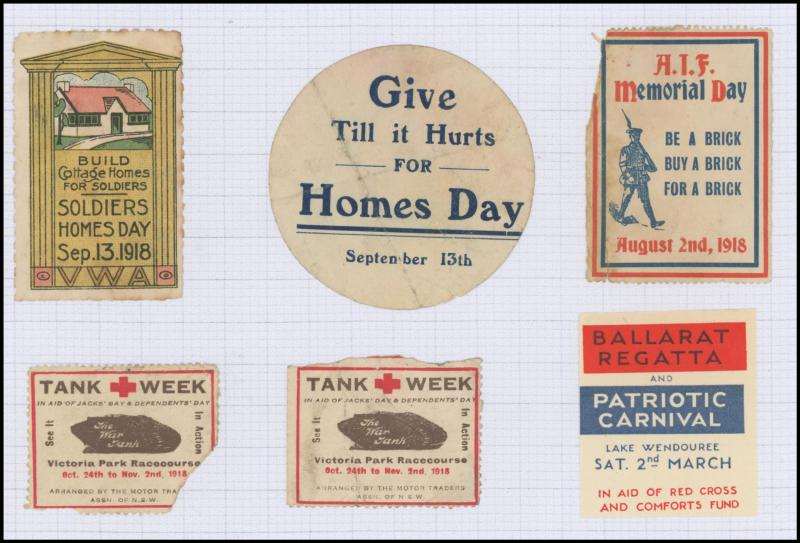 BUILD
Cottage Homes
FOR SOLDIERS
SOLDIERS
HOMES DAY
Sep. 13. 1918
VWA
Give
Till it Hurts
FOR
Homes Day
September 13th
A.I.F.
Memorial Day
BE A BRICK
BUY A BRICK
FOR A BRICK
August 2nd, 1918
TANK WEEK
IN AID OF JACKS' DAY & DEPENDENTS' DAY
See It
The
War
Tank
In Action
Victoria Park Racecourse
Oct. 24th to Nov. 2nd, 1918
ARRANGED BY THE MOTOR TRAD
ASSN. OF N.S.W.
TANK WEEK
IN AID OF JACKS' DAY & DEPENDENTS' DAY
See It
The
War
Tank
In Action
Victoria Park Racecourse
Oct. 24th to Nov. 2nd, 1918
ARRANGED BY THE MOTOR TRADERS
ASSN. OF N.S.W.
BALLARAT
REGATTA
AND
PATRIOTIC
CARNIVAL
LAKE WENDOUREE
SAT. 2nd MARCH
IN AID OF RED CROSS
AND COMFORTS FUND